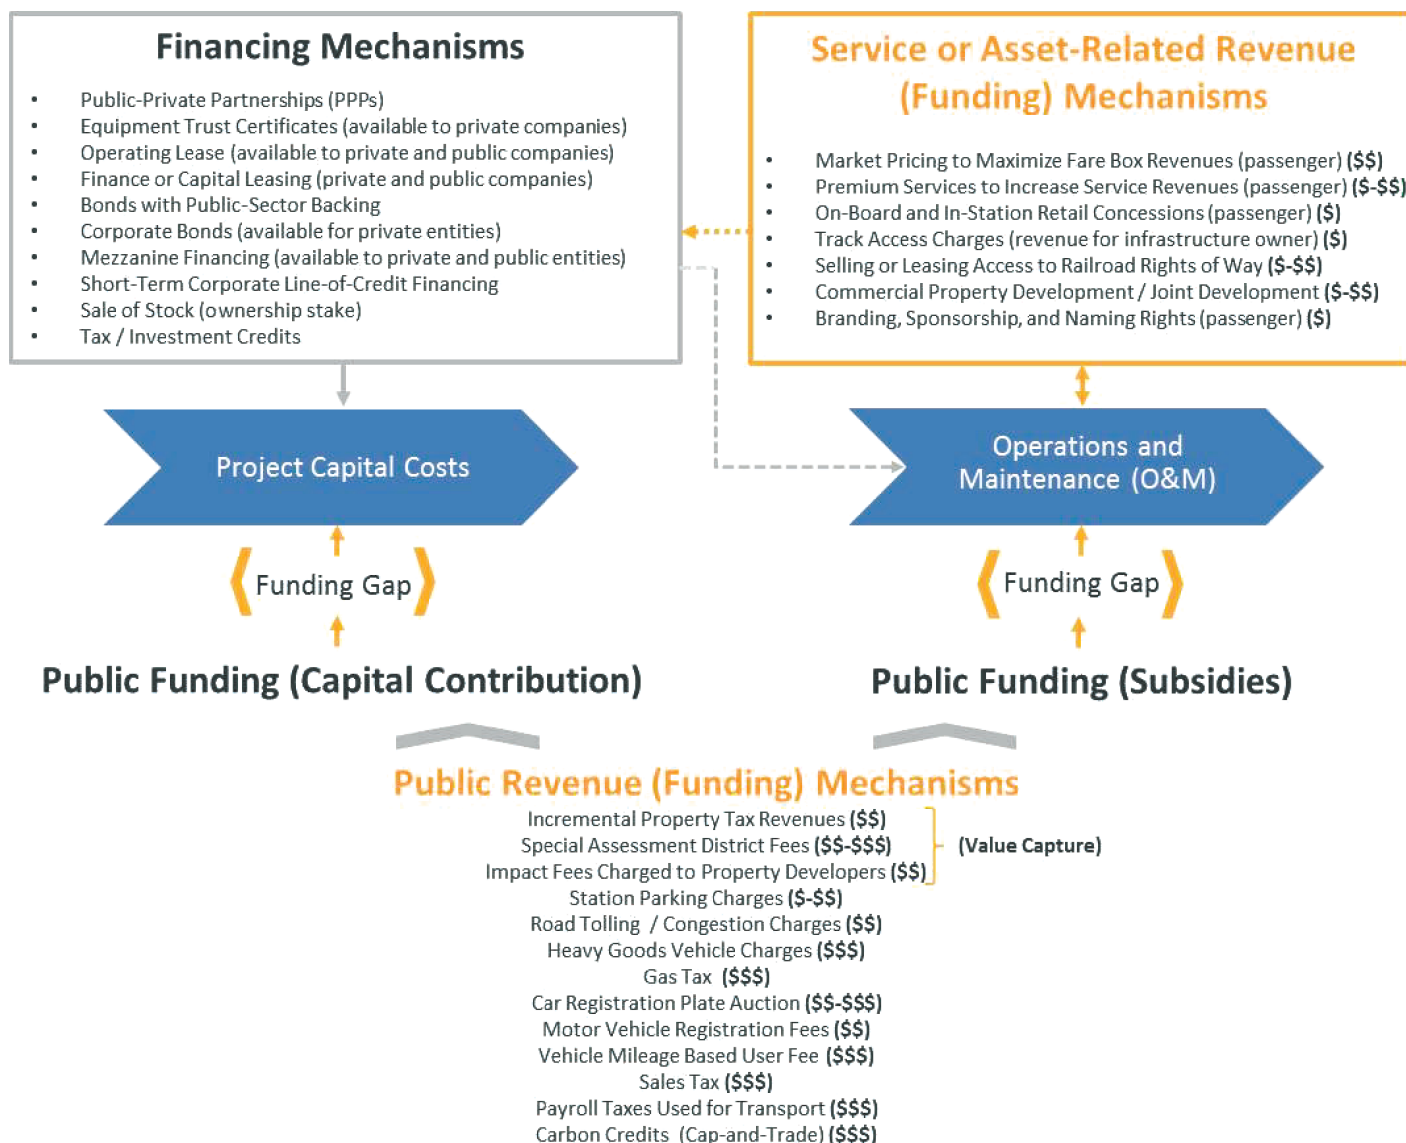 Financing Mechanisms
• Public-Private Partnerships (PPPs)
• Equipment Trust Certificates (available to private companies)
• Operating Lease (available to private and public companies)
• Finance or Capital Leasing (private and public companies)
• Bonds with Public-Sector Backing
• Corporate Bonds (available for private entities)
• Mezzanine Financing (available to private and public entities)
• Short-Term Corporate Line-of-Credit Financing
• Sale of Stock (ownership stake)
• Tax / Investment Credits
Service or Asset-Related Revenue
(Funding) Mechanisms
• Market Pricing to Maximize Fare Box Revenues (passenger) ($$)
• Premium Services to Increase Service Revenues (passenger) ($-$$)
• On-Board and In-Station Retail Concessions (passenger) ($)
• Track Access Charges (revenue for infrastructure owner) ($)
• Selling or Leasing Access to Railroad Rights of Way ($-$$)
• Commercial Property Development / Joint Development ($-$$)
• Branding, Sponsorship, and Naming Rights (passenger) ($)
Project Capital Costs
Operations and
Maintenance (O&M)
Funding Gap
Funding Gap
Public Funding (Capital Contribution)
Public Funding (Subsidies)
Public Revenue (Funding) Mechanisms
Incremental Property Tax Revenues ($$)
Special Assessment District Fees ($$-$$$)
(Value Capture)
Impact Fees Charged to Property Developers ($$)
Station Parking Charges ($-$$)
Road Tolling / Congestion Charges ($$)
Heavy Goods Vehicle Charges ($$$)
Gas Tax ($$$)
Car Registration Plate Auction ($$-$$$)
Motor Vehicle Registration Fees ($$)
Vehicle Mileage Based User Fee ($$$)
Sales Tax ($$$)
Payroll Taxes Used for Transport ($$$)
Carbon Credits (Cap-and-Trade) ($$$)